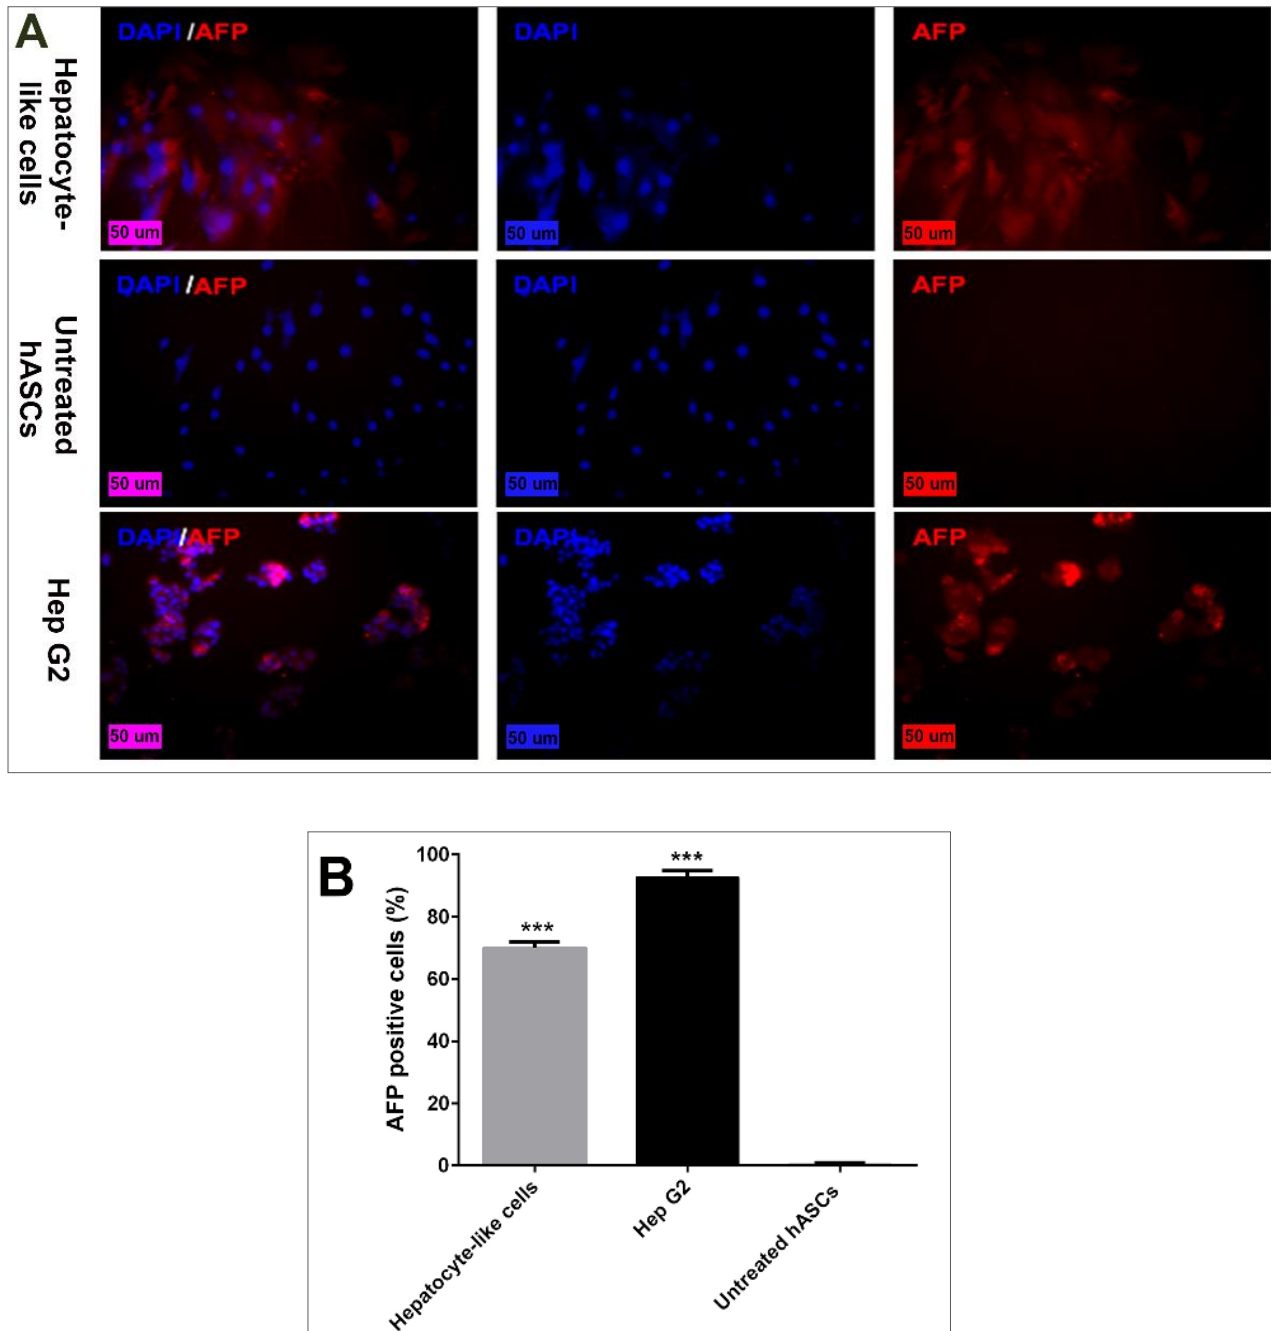 A
DAPI /AFP
DAPI
AFP
Hepatocyte-
like cells
50 um
50 um
50 um
DAPI /AFP
DAPI
AFP
Untreated
hASCs
50 um
50 um
50 um
DAPI/AFP
DAPI
AFP
Hep G2
50 um
50 um
50 um
B
AFP positive cells (%)
100
80
60
40
20
0
***
***
Hepatocyte-like cells
Hep G2
Untreated hASCs